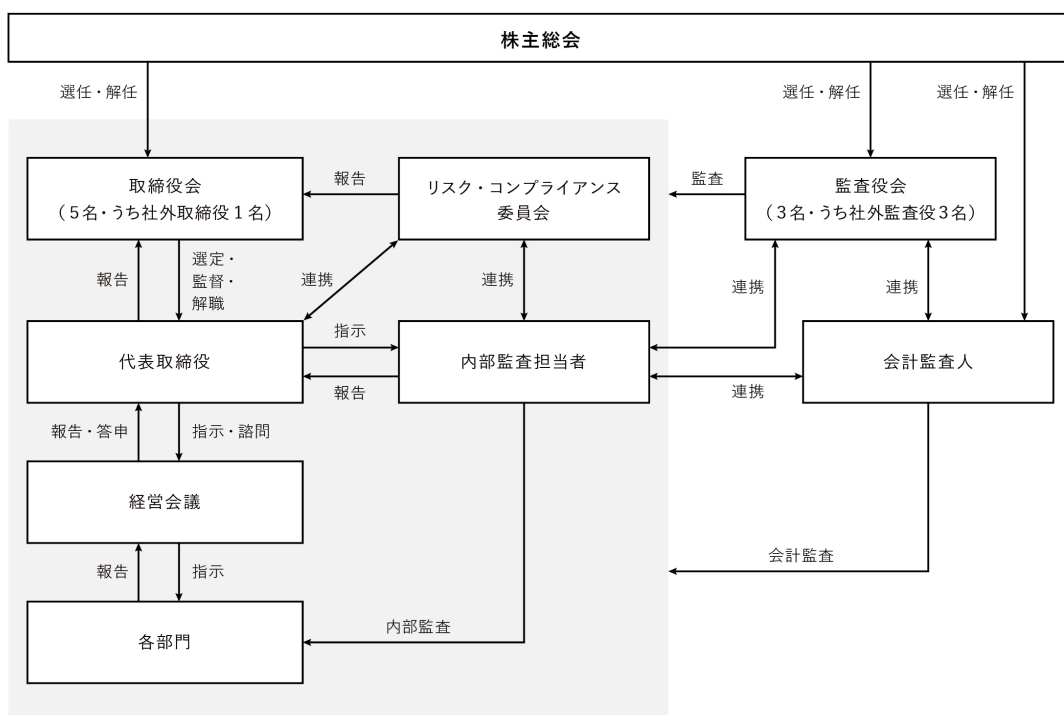 株主総会
選任・解任
選任・解任
選任・解任
取締役会
（５名・うち社外取締役１名）
報告
リスク・コンプライアンス
委員会
監査
監査役会
（３名・うち社外監査役３名）
報告
選定・
監督・
解職
連携
連携
連携
連携
代表取締役
指示
報告
内部監査担当者
連携
会計監査人
報告・答申
指示・諮問
経営会議
報告
指示
会計監査
各部門
内部監査